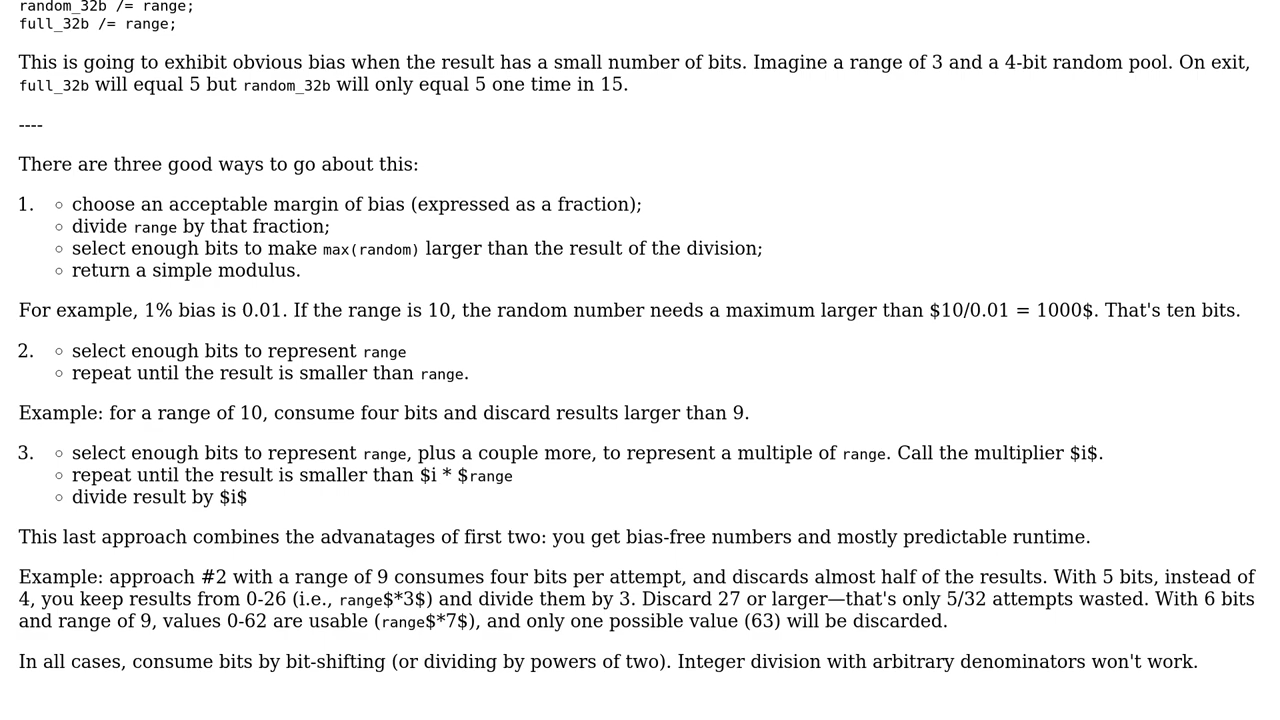 random_32b /= range;
full_32b /= range;
This is going to exhibit obvious bias when the result has a small number of bits. Imagine a range of 3 and a 4-bit random pool. On exit,
full_32b will equal 5 but random_32b will only equal 5 one time in 15.
----
There are three good ways to go about this:
1. ◦ choose an acceptable margin of bias (expressed as a fraction);
◦ divide range by that fraction;
◦ select enough bits to make max(random) larger than the result of the division;
◦ return a simple modulus.
For example, 1% bias is 0.01. If the range is 10, the random number needs a maximum larger than $10/0.01 = 1000$. That's ten bits.
2. ◦ select enough bits to represent range
◦ repeat until the result is smaller than range.
Example: for a range of 10, consume four bits and discard results larger than 9.
3. ◦ select enough bits to represent range, plus a couple more, to represent a multiple of range. Call the multiplier $i$.
◦ repeat until the result is smaller than $i * $range
◦ divide result by $i$
This last approach combines the advanatages of first two: you get bias-free numbers and mostly predictable runtime.
Example: approach #2 with a range of 9 consumes four bits per attempt, and discards almost half of the results. With 5 bits, instead of
4, you keep results from 0-26 (i.e., range$*3$) and divide them by 3. Discard 27 or larger—that's only 5/32 attempts wasted. With 6 bits
and range of 9, values 0-62 are usable (range$*7$), and only one possible value (63) will be discarded.
In all cases, consume bits by bit-shifting (or dividing by powers of two). Integer division with arbitrary denominators won't work.